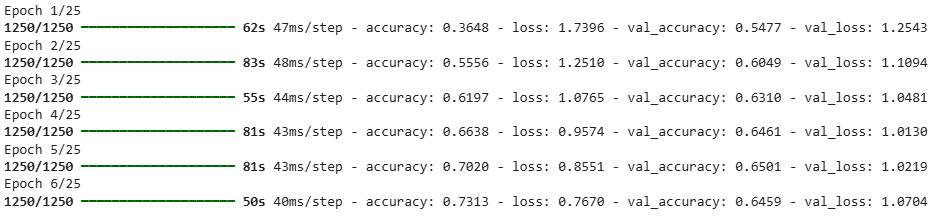 Epoch 1/25
1250/1250 ━━━━━━━━━━━━━━━━━━━━ 62s 47ms/step - accuracy: 0.3648 - loss: 1.7396 - val_accuracy: 0.5477 - val_loss: 1.2543
Epoch 2/25
1250/1250 ━━━━━━━━━━━━━━━━━━━━ 83s 48ms/step - accuracy: 0.5556 - loss: 1.2510 - val_accuracy: 0.6049 - val_loss: 1.1094
Epoch 3/25
1250/1250 ━━━━━━━━━━━━━━━━━━━━ 55s 44ms/step - accuracy: 0.6197 - loss: 1.0765 - val_accuracy: 0.6310 - val_loss: 1.0481
Epoch 4/25
1250/1250 ━━━━━━━━━━━━━━━━━━━━ 81s 43ms/step - accuracy: 0.6638 - loss: 0.9574 - val_accuracy: 0.6461 - val_loss: 1.0130
Epoch 5/25
1250/1250 ━━━━━━━━━━━━━━━━━━━━ 81s 43ms/step - accuracy: 0.7020 - loss: 0.8551 - val_accuracy: 0.6501 - val_loss: 1.0219
Epoch 6/25
1250/1250 ━━━━━━━━━━━━━━━━━━━━ 50s 40ms/step - accuracy: 0.7313 - loss: 0.7670 - val_accuracy: 0.6459 - val_loss: 1.0704